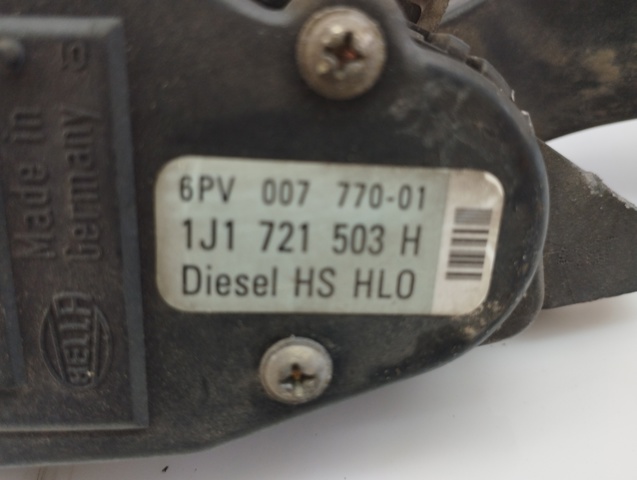 6PV 007 770-01
1J1 721 503 H
Diesel HS HLO
Made in
Germany
HELLA